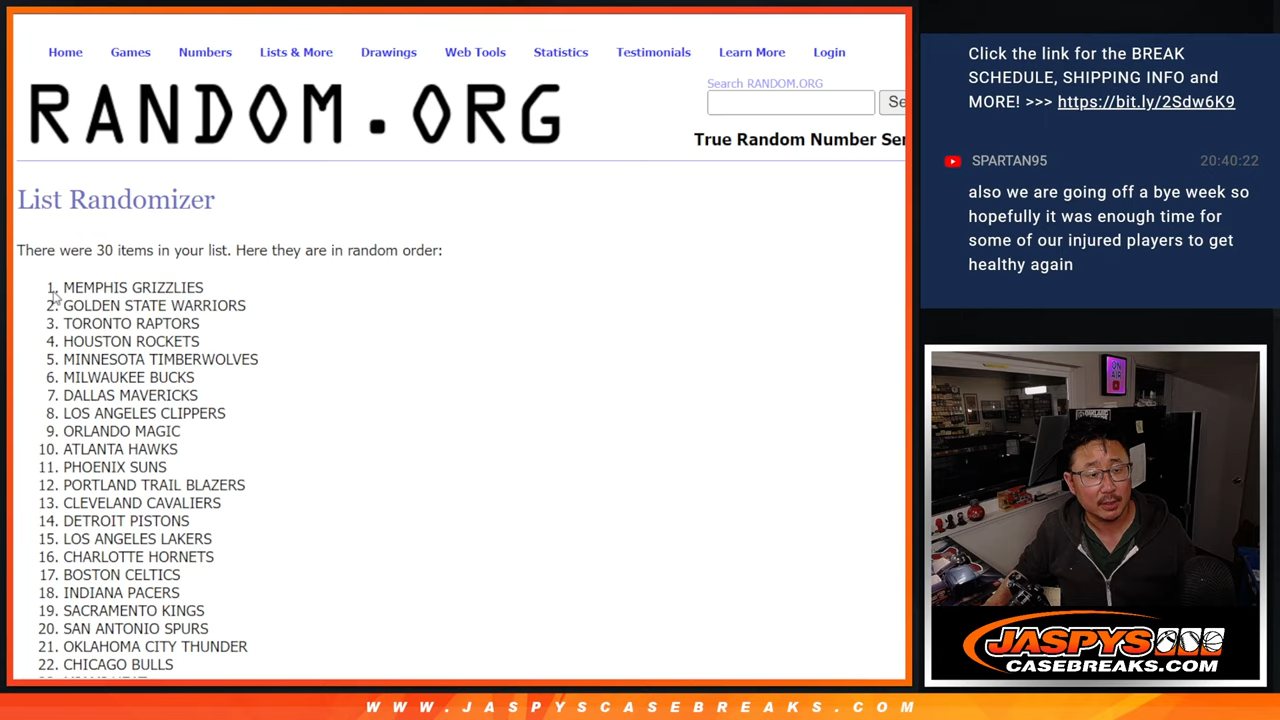 Home Games Numbers Lists & More Drawings Web Tools Statistics Testimonials Learn More Login
RANDOM.ORG
Search RANDOM.ORG
Se
True Random Number Ser
List Randomizer
There were 30 items in your list. Here they are in random order:
1. MEMPHIS GRIZZLIES
2. GOLDEN STATE WARRIORS
3. TORONTO RAPTORS
4. HOUSTON ROCKETS
5. MINNESOTA TIMBERWOLVES
6. MILWAUKEE BUCKS
7. DALLAS MAVERICKS
8. LOS ANGELES CLIPPERS
9. ORLANDO MAGIC
10. ATLANTA HAWKS
11. PHOENIX SUNS
12. PORTLAND TRAIL BLAZERS
13. CLEVELAND CAVALIERS
14. DETROIT PISTONS
15. LOS ANGELES LAKERS
16. CHARLOTTE HORNETS
17. BOSTON CELTICS
18. INDIANA PACERS
19. SACRAMENTO KINGS
20. SAN ANTONIO SPURS
21. OKLAHOMA CITY THUNDER
22. CHICAGO BULLS
Click the link for the BREAK
SCHEDULE, SHIPPING INFO and
MORE! >>> https://bit.ly/2Sdw6K9
SPARTAN95 20:40:22
also we are going off a bye week so
hopefully it was enough time for
some of our injured players to get
healthy again
ON
AIR
JASPYS
CASEBREAKS.COM
WWW.JASPYSCASEBREAKS.COM